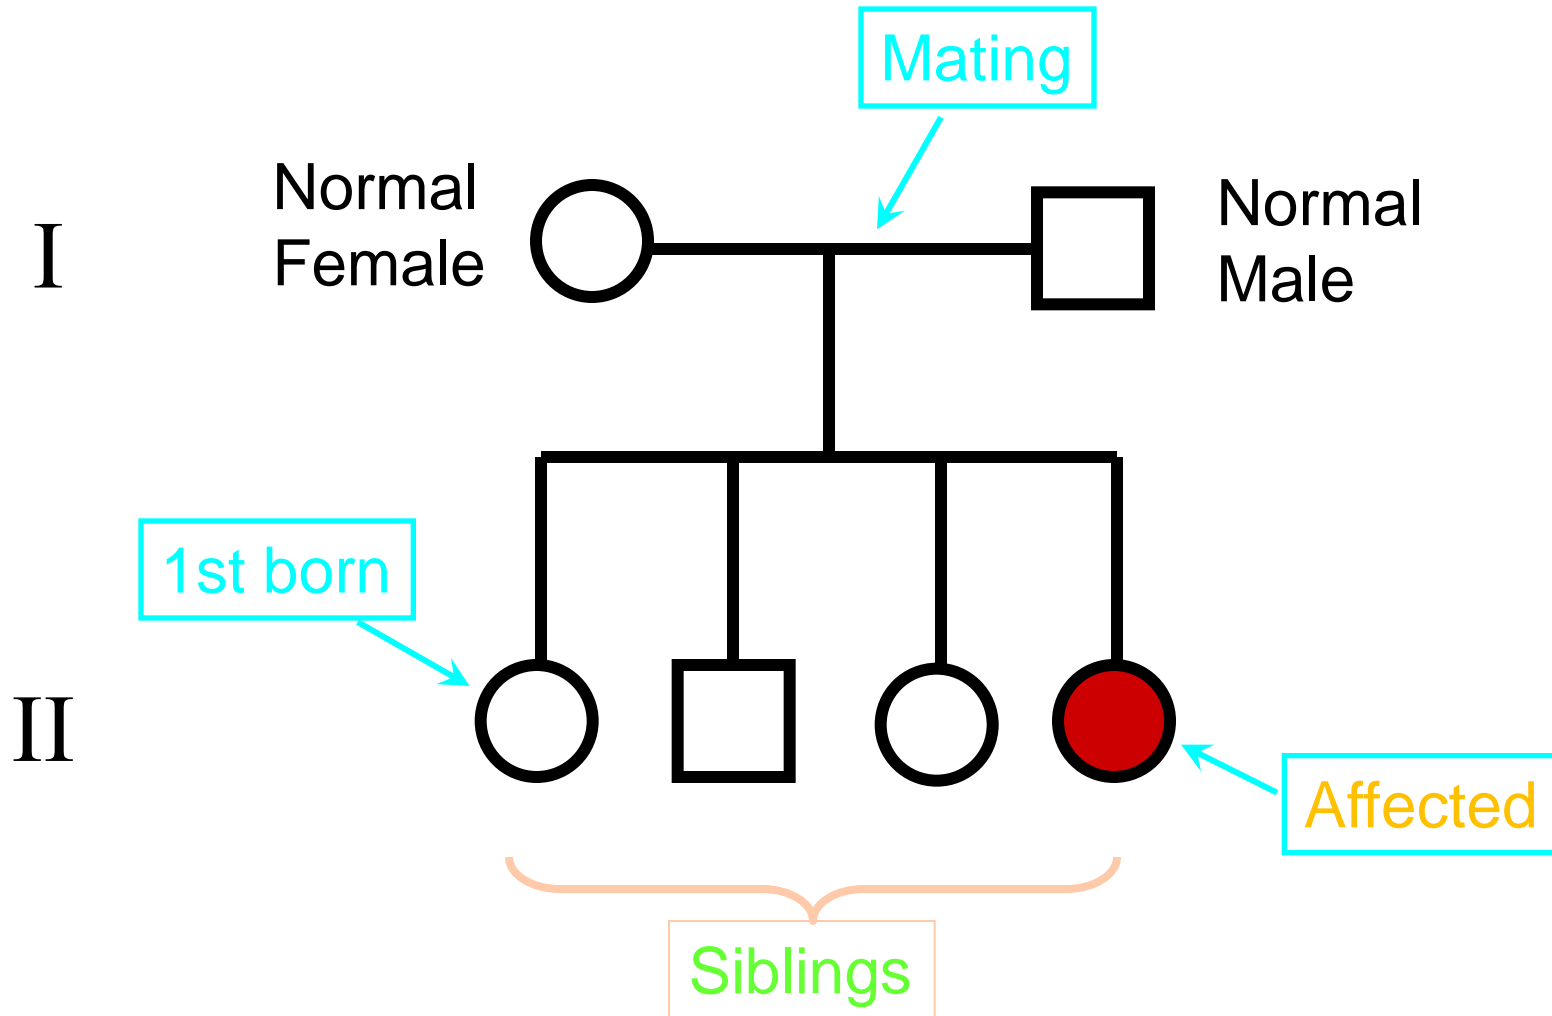 Mating
Normal
Female
Normal
Male
I
1st born
II
Affected
Siblings